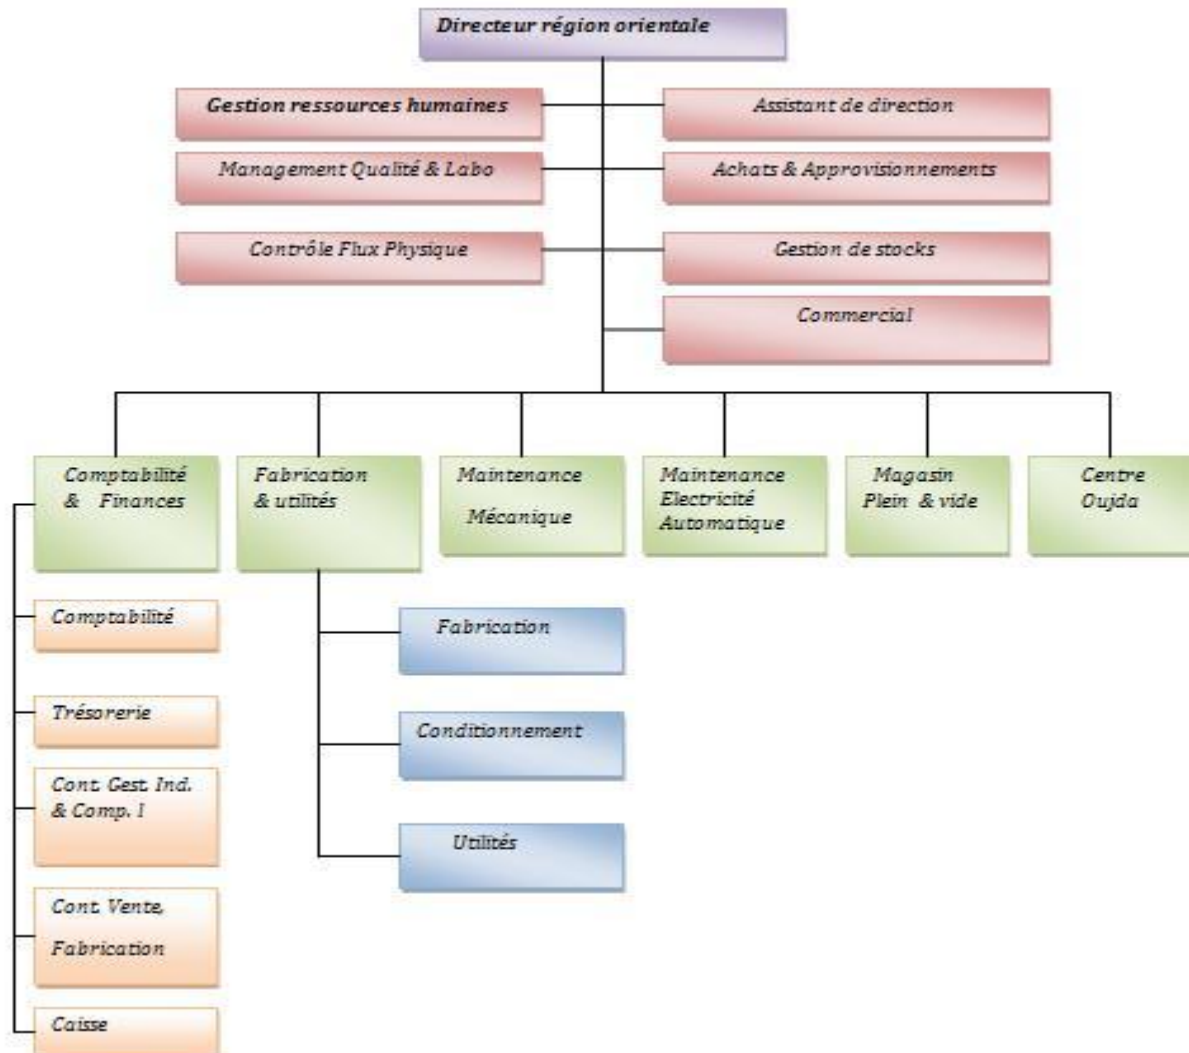 Directeur région orientale
Gestion ressources humaines
Assistant de direction
Management Qualité & Labo
Achats & Approvisionnements
Contrôle Flux Physique
Gestion de stocks
Commercial
Comptabilité
& Finances
Fabrication
& utilités
Maintenance
Mécanique
Maintenance
Electricité
Automatique
Magasin
Plein & vide
Centre
Oujda
Comptabilité
Trésorerie
Cont. Gest. Ind.
& Comp. I
Cont. Vente,
Fabrication
Caisse
Fabrication
Conditionnement
Utilités